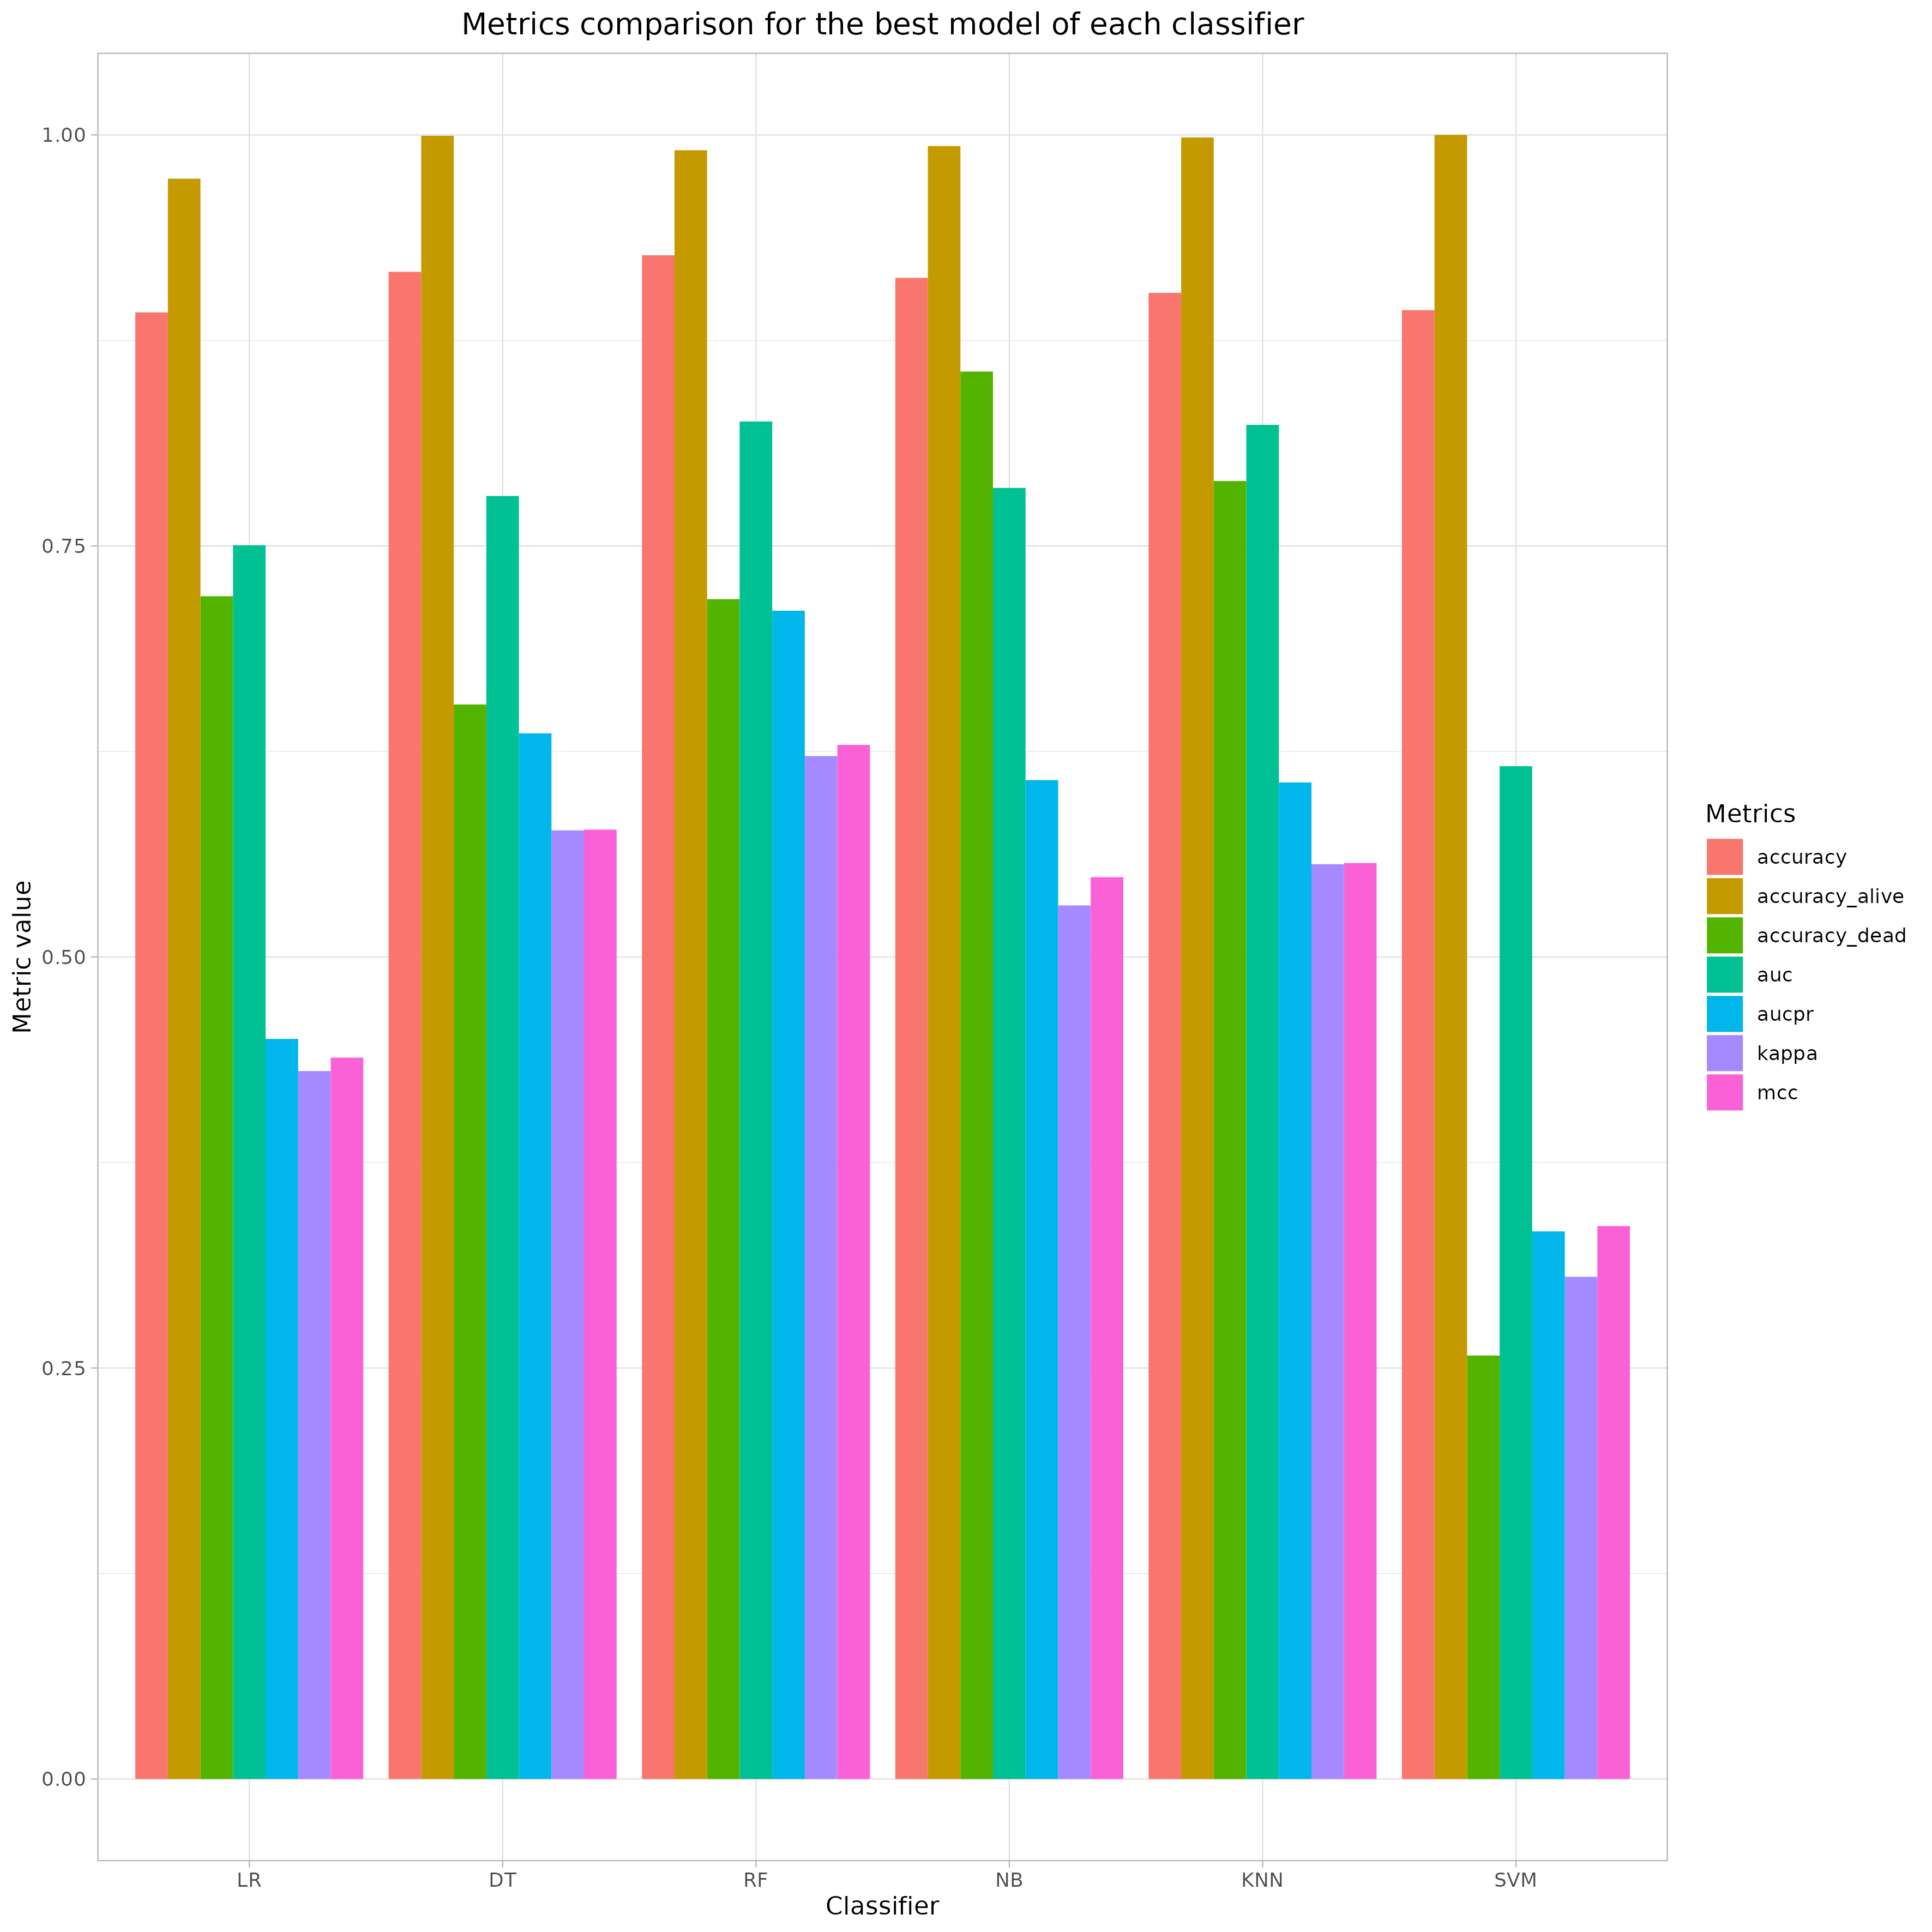 Metrics comparison for the best model of each classifier
Metric value
1.00
0.75
0.50
0.25
0.00
LR DT RF NB KNN SVM
Classifier
Metrics
accuracy
accuracy_alive
accuracy_dead
auc
aucpr
kappa
mcc